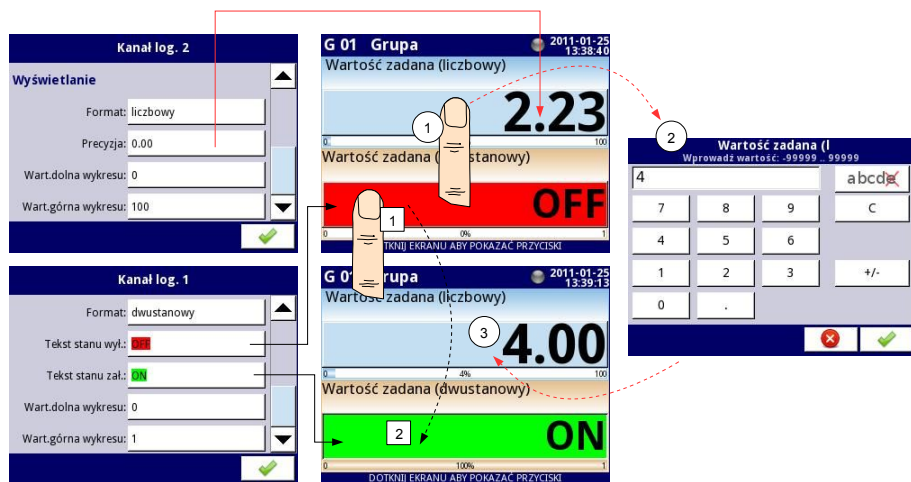 Kanał log. 2
Wyświetlanie
Format: liczbowy
Precyzja: 0.00
Wart.dolna wykresu: 0
Wart.górna wykresu: 100
G 01 Grupa
2011-01-25
13:38:40
Wartość zadana (liczbowy)
2.23
1
0
100
Wartość zadana (
stanowy)
OFF
1
0
0%
1
TKNIJ EKRANU ABY POKAZAĆ PRZYCISKI
2
Wartość zadana (l
Wprowadź wartość: -99999 .. 99999
4
abcde
7 8 9 C
4 5 6
1 2 3 +/-
0 .
Kanał log. 1
Format: dwustanowy
Tekst stanu wył.: OFF
Tekst stanu zał.: ON
Wart.dolna wykresu: 0
Wart.górna wykresu: 1
G 01 rupa
2011-01-25
13:39:13
Wartość zadana (liczbowy)
3
4.00
0
4%
100
Wartość zadana (dwustanowy)
2
ON
0
100%
1
DOTKNIJ EKRANU ABY POKAZAĆ PRZYCISKI